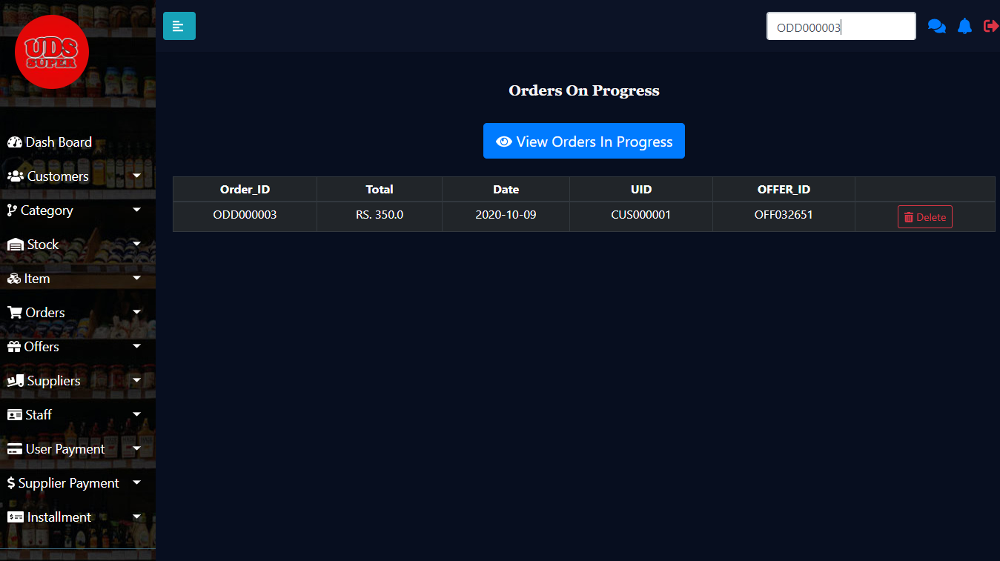 UDS
SUPER
ODD000003
Dash Board
Customers
Category
Stock
Item
Orders
Offers
Suppliers
Staff
User Payment
Supplier Payment
Installment
Orders On Progress
View Orders In Progress
Order_ID Total Date UID OFFER_ID
ODD000003 RS. 350.0 2020-10-09 CUS000001 OFF032651 Delete